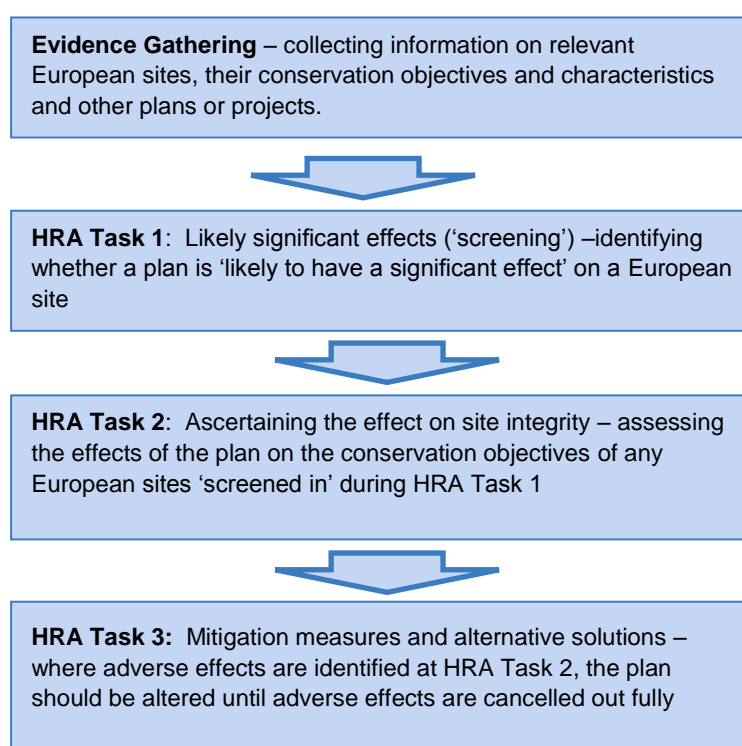 Evidence Gathering – collecting information on relevant
European sites, their conservation objectives and characteristics
and other plans or projects.
HRA Task 1:  Likely significant effects (‘screening’) –identifying
whether a plan is ‘likely to have a significant effect’ on a European
site
HRA Task 2:  Ascertaining the effect on site integrity – assessing
the effects of the plan on the conservation objectives of any
European sites ‘screened in’ during HRA Task 1
HRA Task 3:  Mitigation measures and alternative solutions –
where adverse effects are identified at HRA Task 2, the plan
should be altered until adverse effects are cancelled out fully